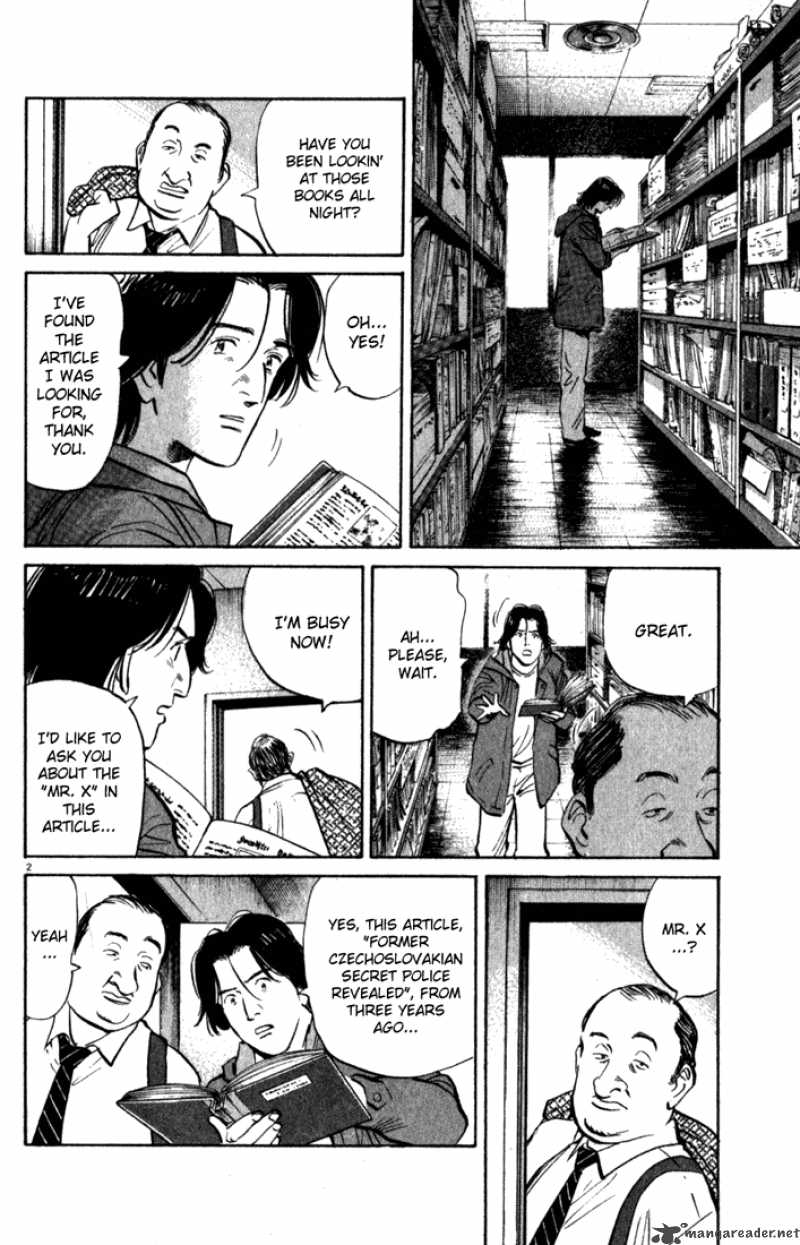 HAVE YOU
BEEN LOOKIN'
AT THOSE
BOOKS ALL
NIGHT?
OH...
YES!
I'VE
FOUND
THE
ARTICLE
I WAS
LOOKING
FOR,
THANK
YOU.
GREAT.
AH...
PLEASE,
WAIT.
I'M BUSY
NOW!
I'D LIKE TO
ASK YOU
ABOUT THE
"MR. X" IN
THIS
ARTICLE...
2
MR. X
...?
YES, THIS ARTICLE,
"FORMER
CZECHOSLOVAKIAN
SECRET POLICE
REVEALED", FROM
THREE YEARS
AGO...
YEAH
...
mangareader.net